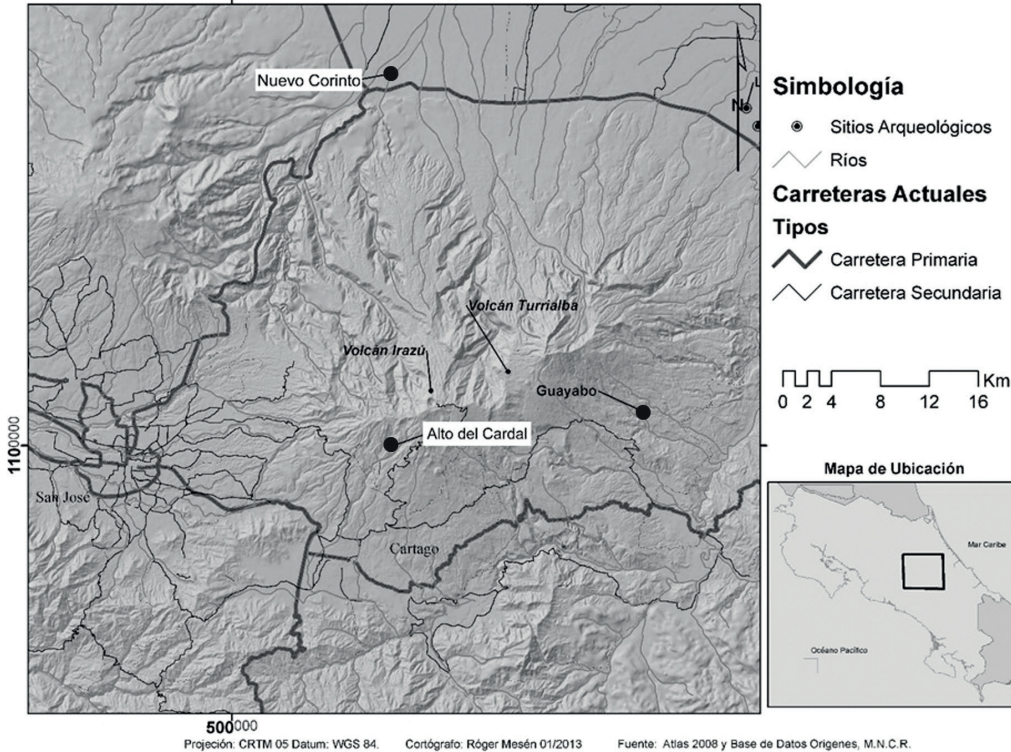 Nuevo Corinto
N
L
Volcán Turrialba
Volcán Irazú
Guayabo
Alto del Cardal
San José
Cartago
1100000
500000
Simbología
Sitios Arqueológicos
Ríos
Carreteras Actuales
Tipos
Carretera Primaria
Carretera Secundaria
Km
0 2 4 8 12 16
Mapa de Ubicación
Mar Caribe
Océano Pacífico
Projeción: CRTM 05 Datum: WGS 84. Cartógrafo: Róger Mesén 01/2013 Fuente: Atlas 2008 y Base de Datos Orígenes, M.N.C.R.